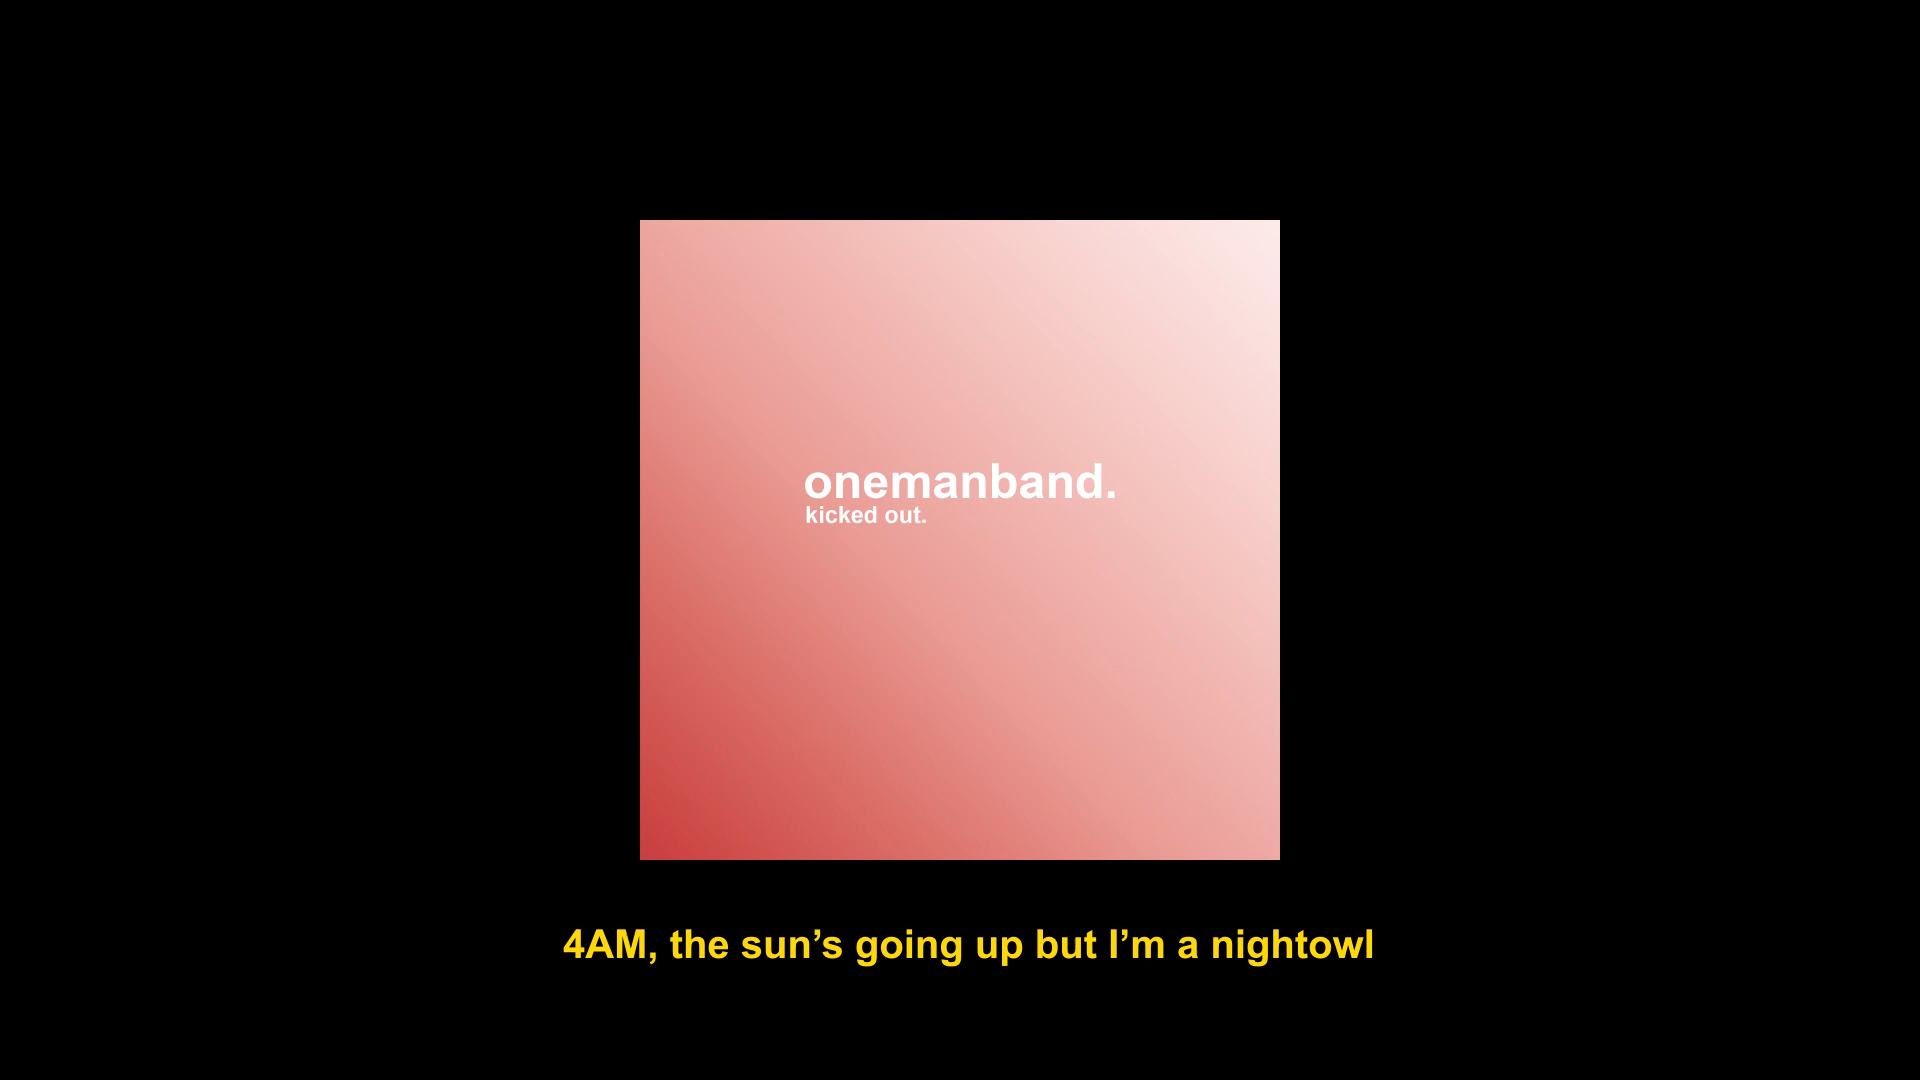 onemanband.
kicked out.
4AM, the sun’s going up but I’m a nightowl